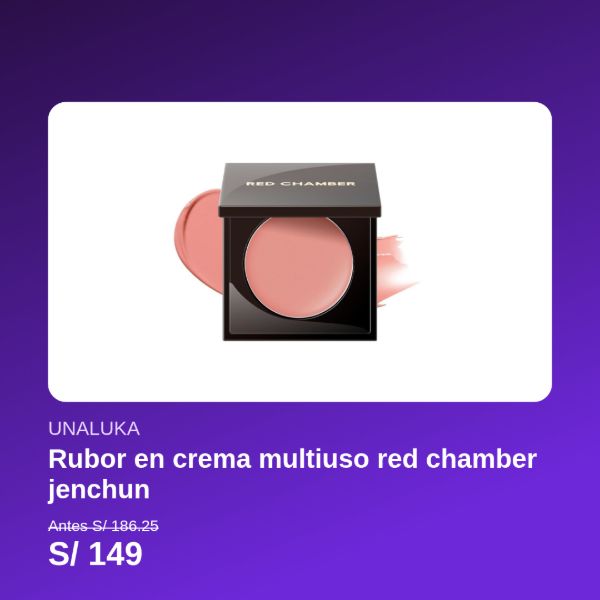 RED CHAMBER
UNALUKA
Rubor en crema multiuso red chamber
jenchun
Antes S/ 186.25
S/ 149